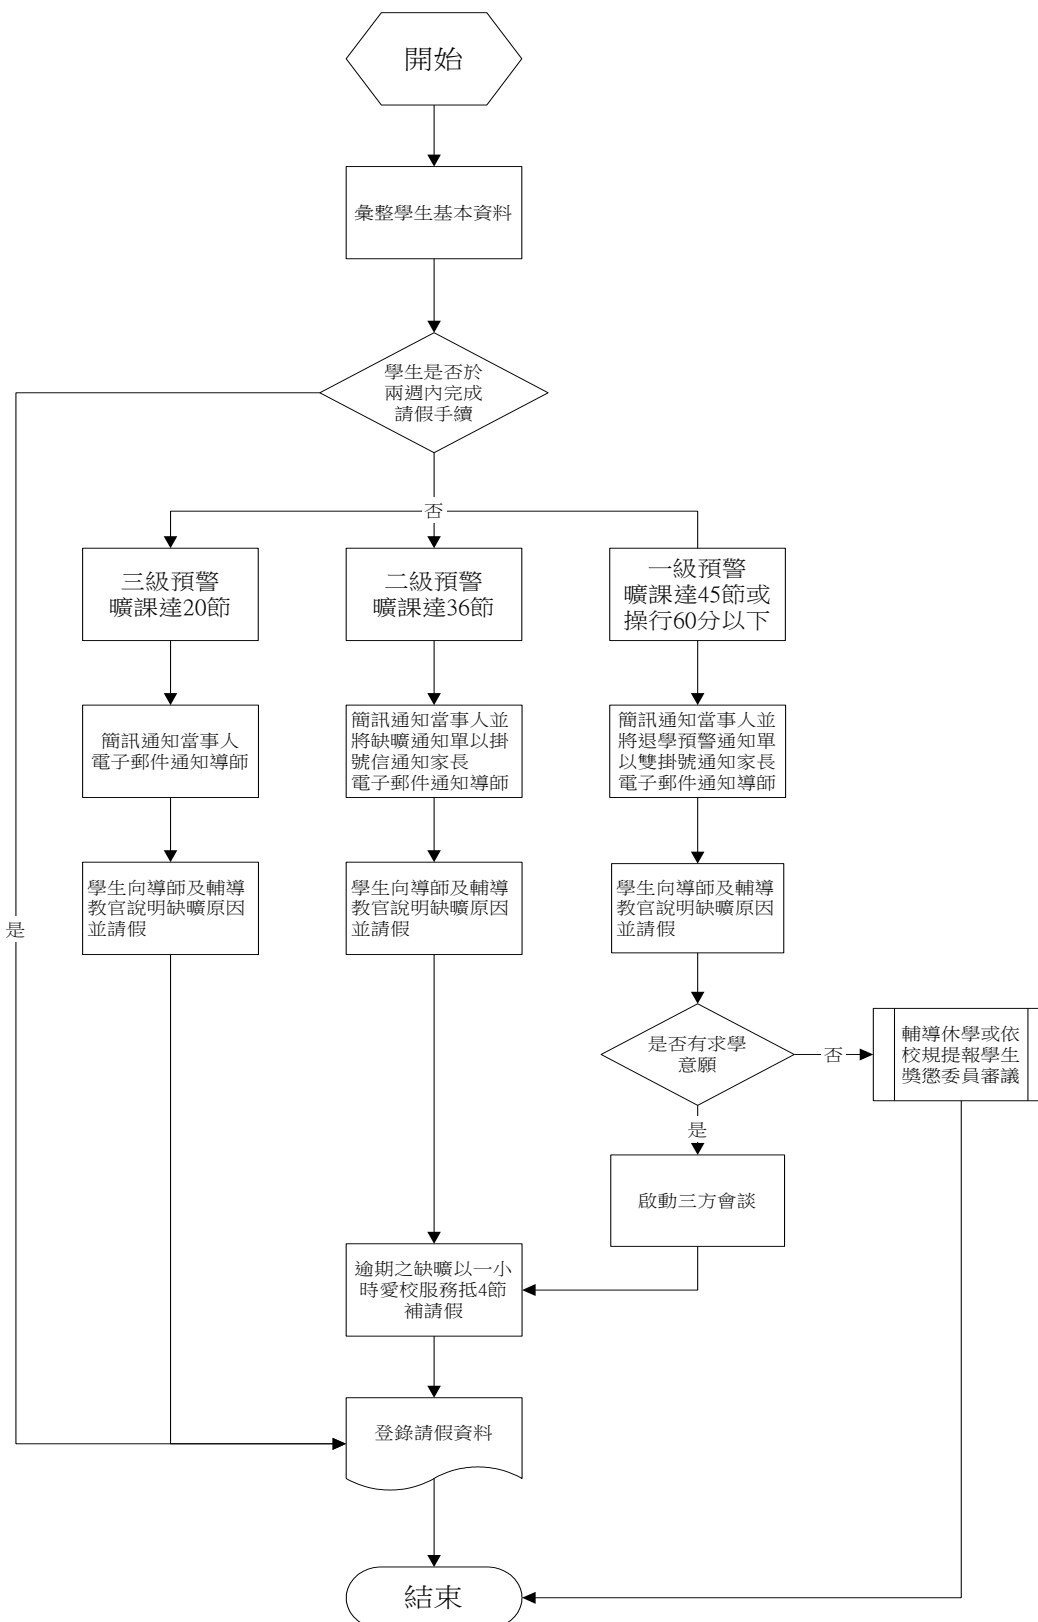 開始
彙整學生基本資料
學生是否於
兩週內完成
請假手續
否
三級預警
曠課達20節
二級預警
曠課達36節
一級預警
曠課達45節或
操行60分以下
簡訊通知當事人
電子郵件通知導師
簡訊通知當事人並
將缺曠通知單以掛
號信通知家長
電子郵件通知導師
簡訊通知當事人並
將退學預警通知單
以雙掛號通知家長
電子郵件通知導師
學生向導師及輔導
教官說明缺曠原因
並請假
學生向導師及輔導
教官說明缺曠原因
並請假
學生向導師及輔導
教官說明缺曠原因
並請假
是
是否有求學
意願
否
輔導休學或依
校規提報學生
獎懲委員審議
是
啟動三方會談
逾期之缺曠以一小
時愛校服務抵4節
補請假
登錄請假資料
結束